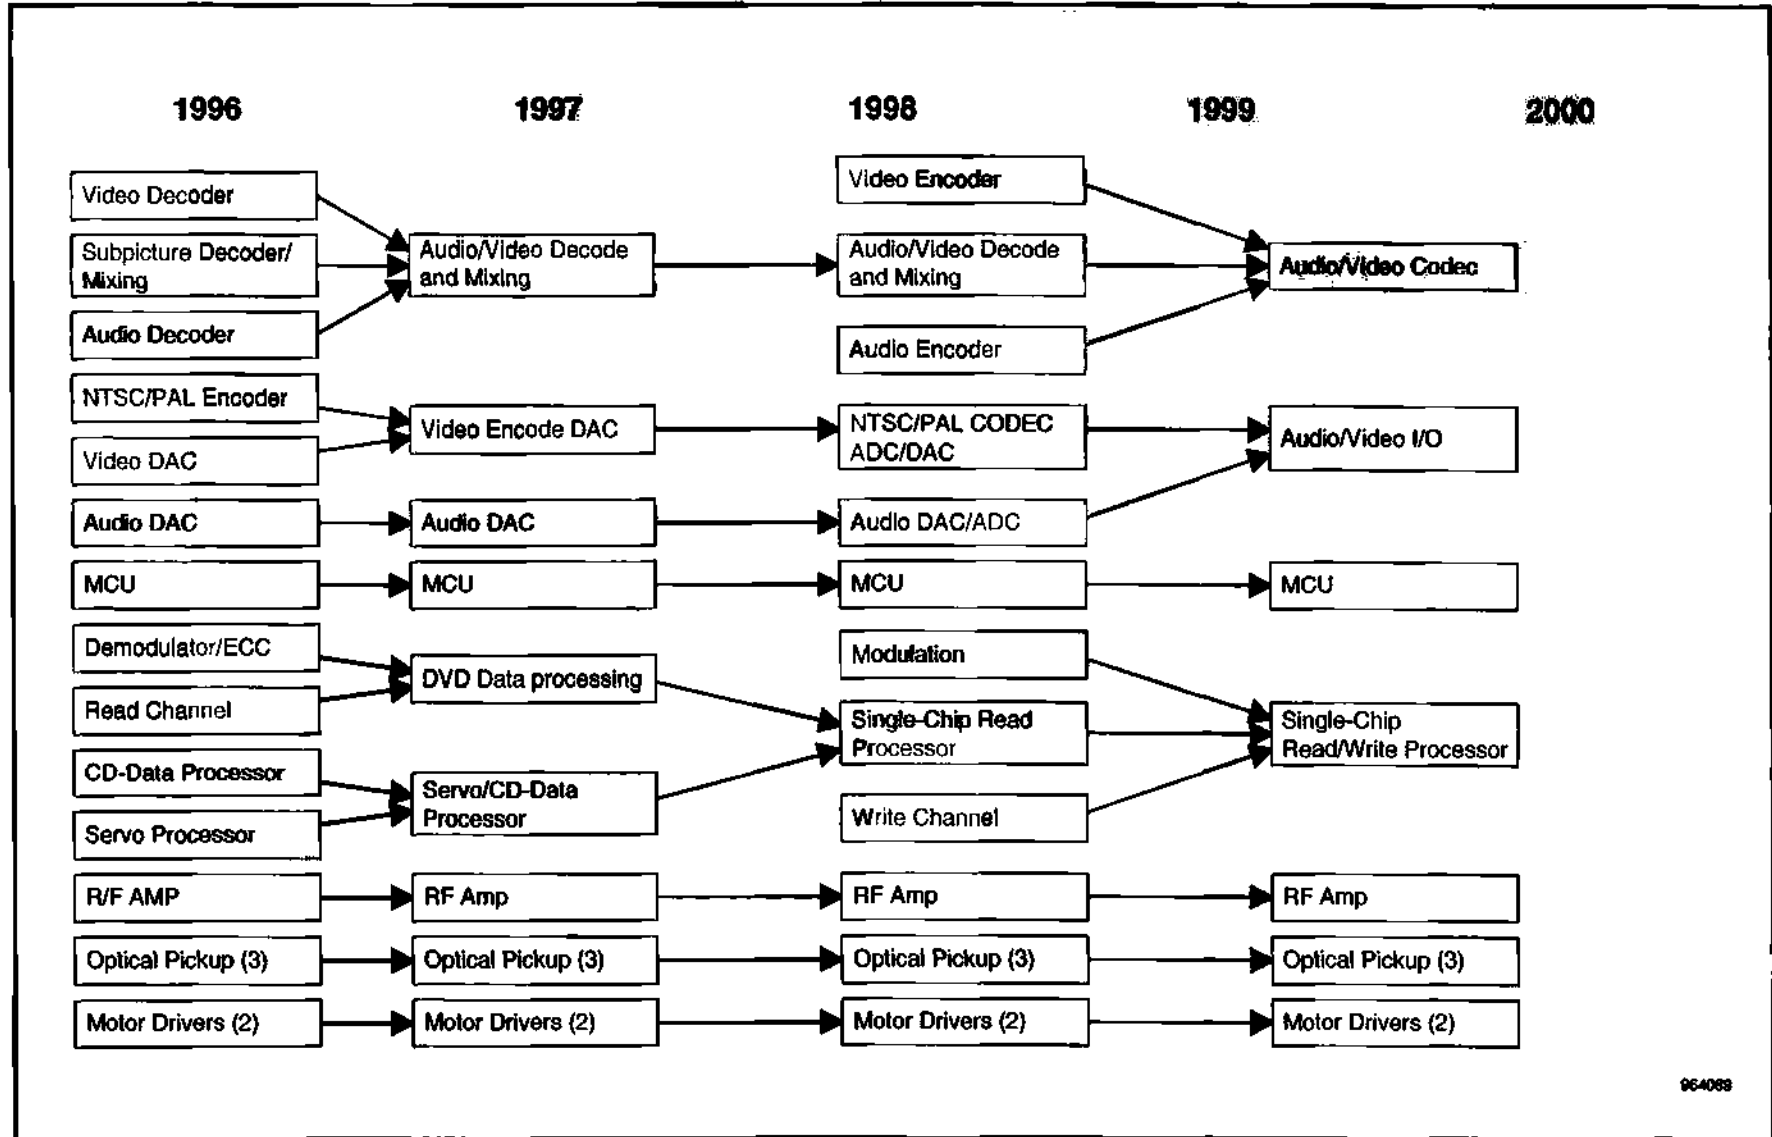 1996
1997
1998
1999
2000
Video Decoder
Subpicture Decoder/
Mixing
Audio Decoder
NTSC/PAL Encoder
Video DAC
Audio DAC
MCU
Demodulator/ECC
Read Channel
CD-Data Processor
Servo Processor
R/F AMP
Optical Pickup (3)
Motor Drivers (2)
Audio/Video Decode
and Mixing
Video Encode DAC
Audio DAC
MCU
DVD Data processing
Servo/CD-Data
Processor
RF Amp
Optical Pickup (3)
Motor Drivers (2)
Video Encoder
Audio/Video Decode
and Mixing
Audio Encoder
NTSC/PAL CODEC
ADC/DAC
Audio DAC/ADC
MCU
Modulation
Single-Chip Read
Processor
Write Channel
RF Amp
Optical Pickup (3)
Motor Drivers (2)
Audio/Video Codec
Audio/Video I/O
MCU
Single-Chip
Read/Write Processor
RF Amp
Optical Pickup (3)
Motor Drivers (2)